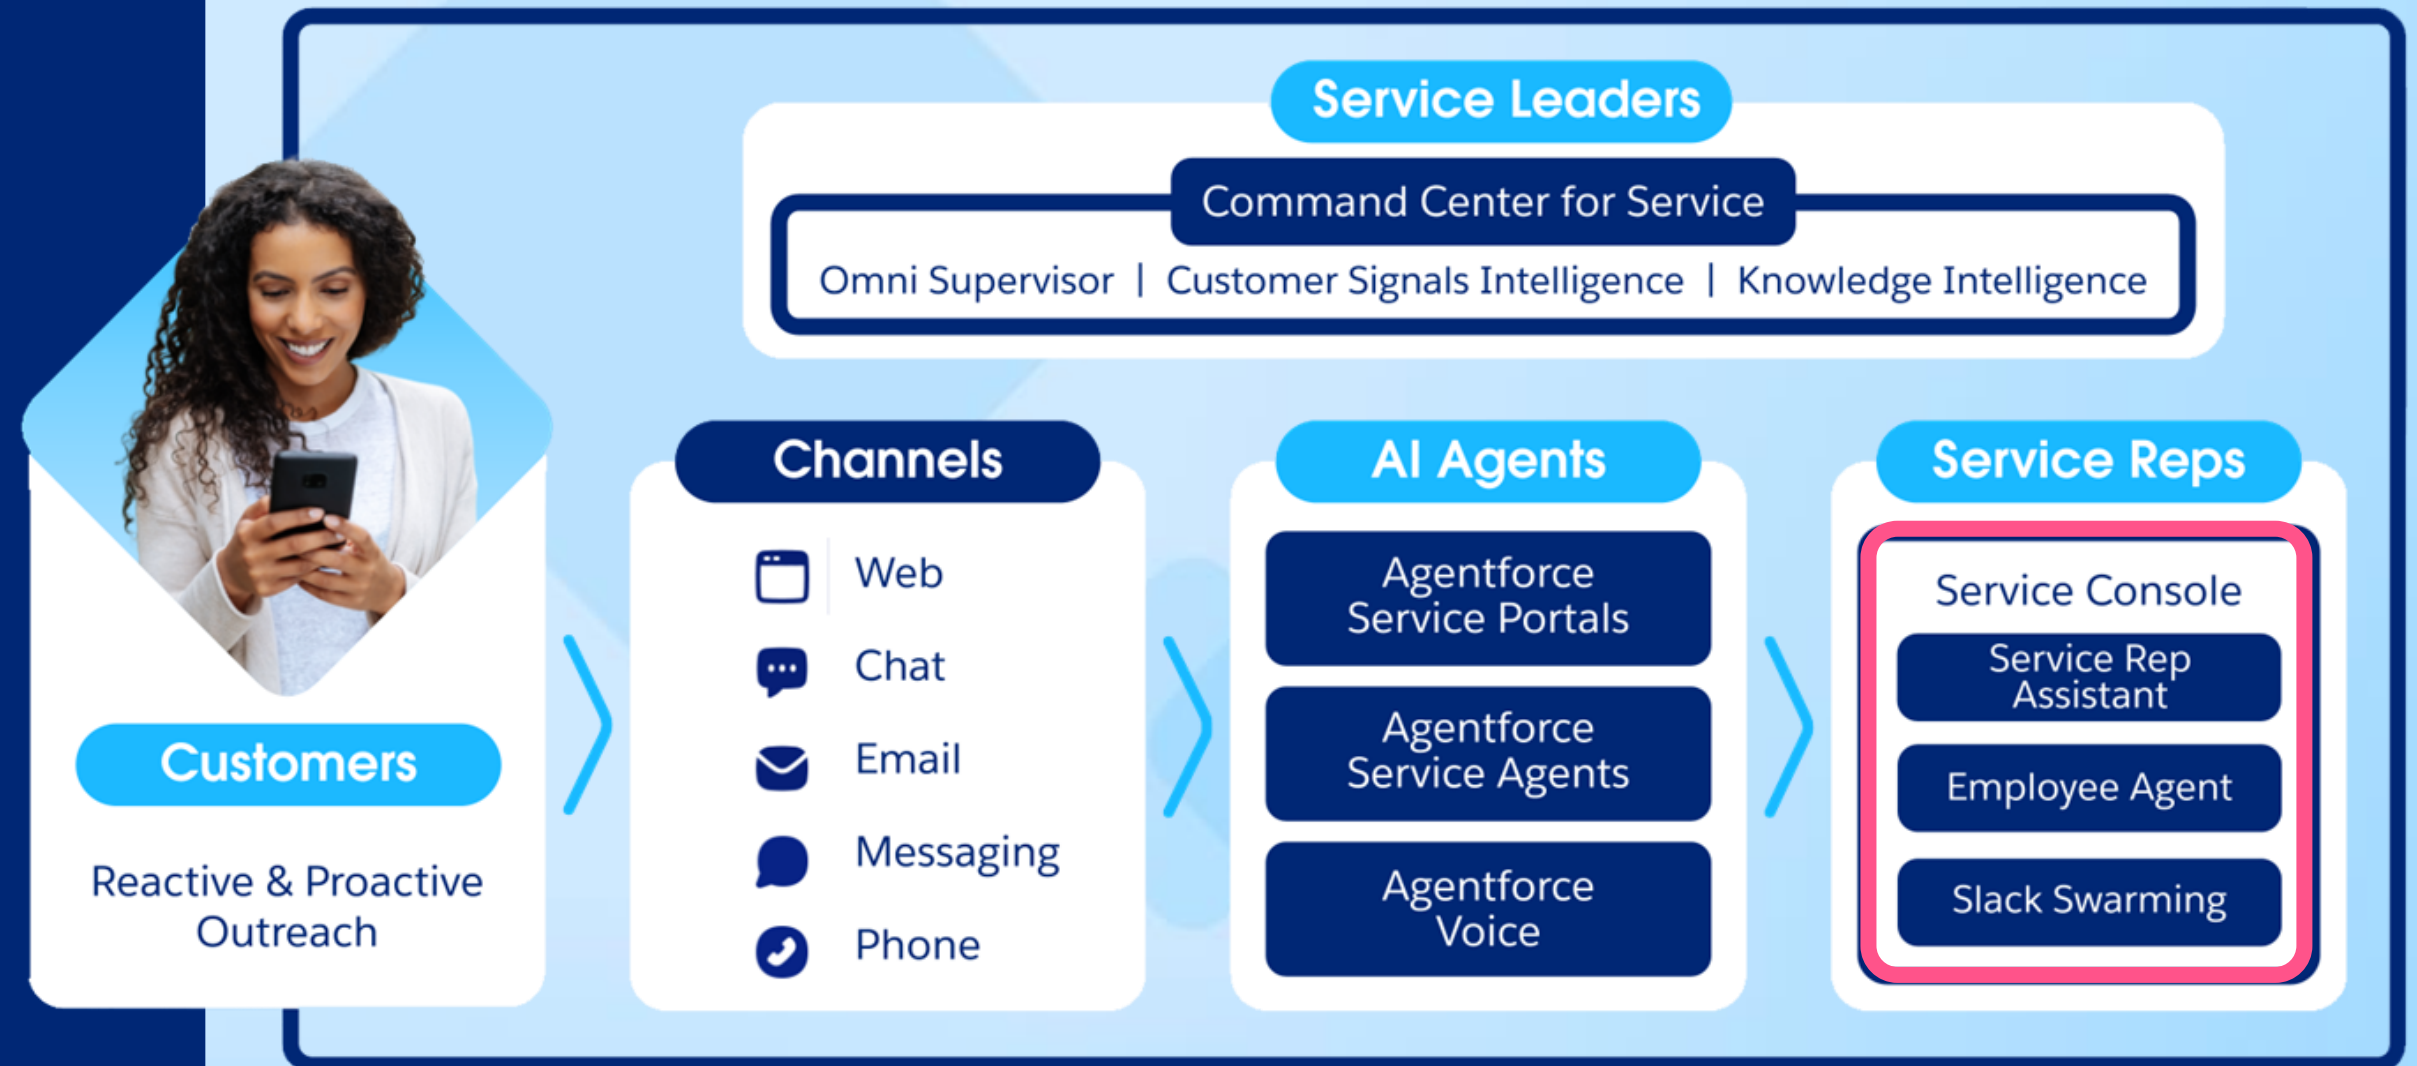 Service Leaders
Command Center for Service
Omni Supervisor | Customer Signals Intelligence | Knowledge Intelligence
Customers
Reactive & Proactive
Outreach
Channels
Web
Chat
Email
Messaging
Phone
AI Agents
Agentforce
Service Portals
Agentforce
Service Agents
Agentforce
Voice
Service Reps
Service Console
Service Rep
Assistant
Employee Agent
Slack Swarming